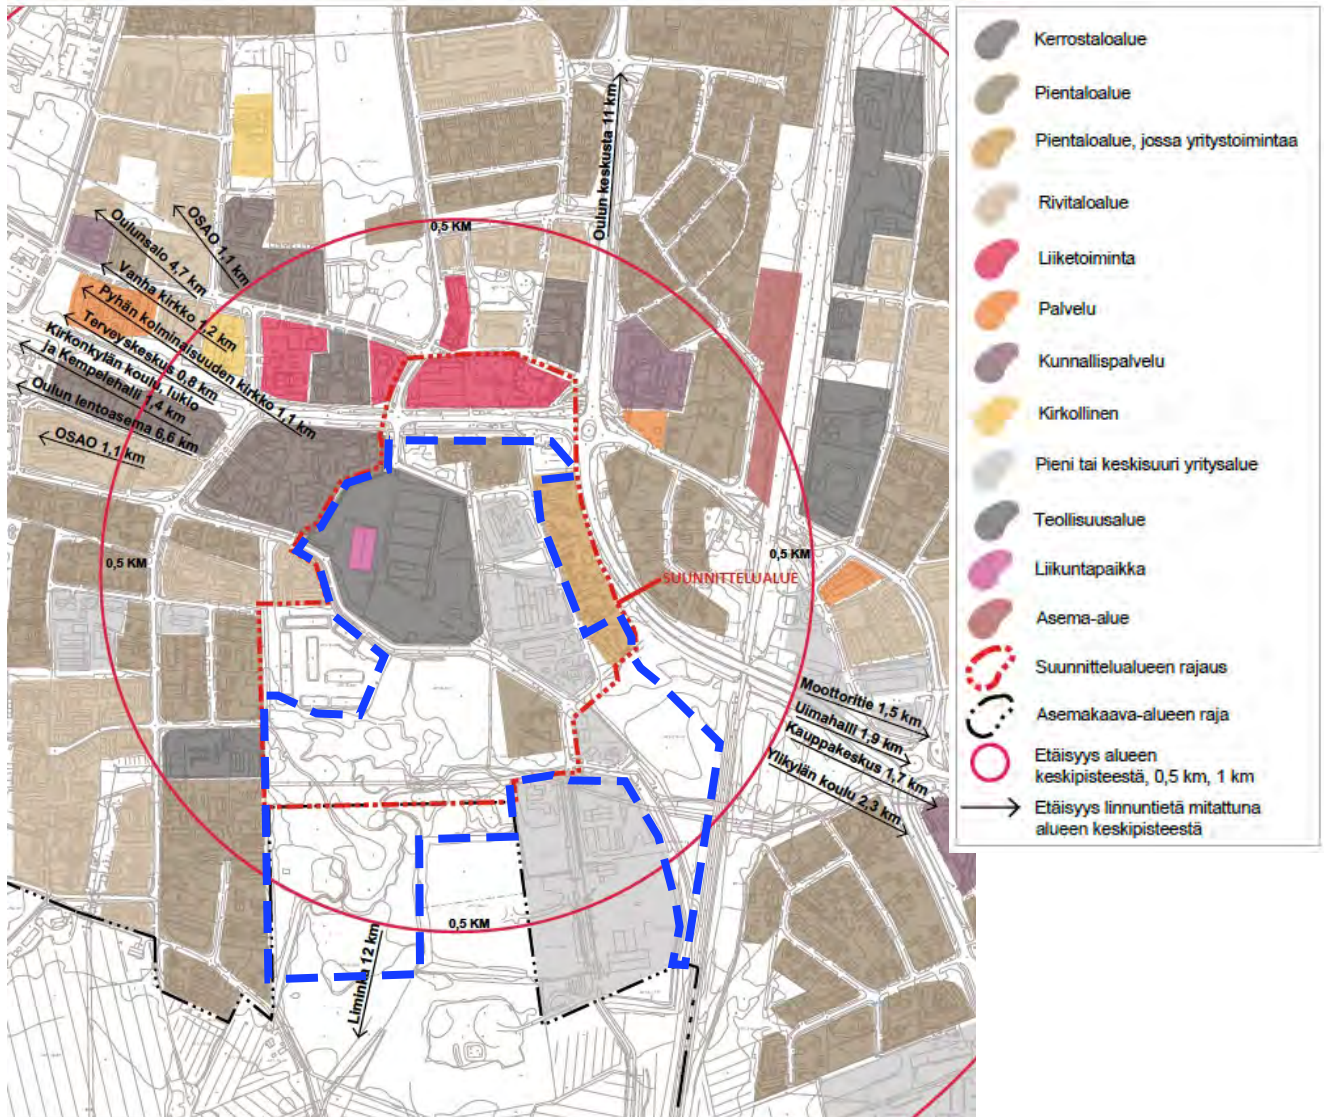 Oulun keskusta 11 km
0,5 KM
OSAO 1,1 km
Oulunsalo 4,7 km
Vanha kirkko 1,2 km
Pyhän kolminaisuuden kirkko 1,1 km
Terveyskeskus 0,8 km
Kirkonkylän koulu, lukio
ja Kempelehalli 1,4 km
Oulun lentoasema 6,6 km
OSAO 1,1 km
0,5 KM
0,5 KM
SUUNNITTELUALUE
Moottoritie 1,5 km
Uimahalli 1,9 km
Kauppakeskus 1,7 km
Ylikylän koulu 2,3 km
0,5 KM
Liminka 12 km
Kerrostaloalue
Pientaloalue
Pientaloalue, jossa yritystoimintaa
Rivitaloalue
Liiketoiminta
Palvelu
Kunnallispalvelu
Kirkollinen
Pieni tai keskisuuri yritysalue
Teollisuusalue
Liikuntapaikka
Asema-alue
Suunnittelualueen rajaus
Asemakaava-alueen raja
Etäisyys alueen
keskipisteestä, 0,5 km, 1 km
Etäisyys linnuntietä mitattuna
alueen keskipisteestä